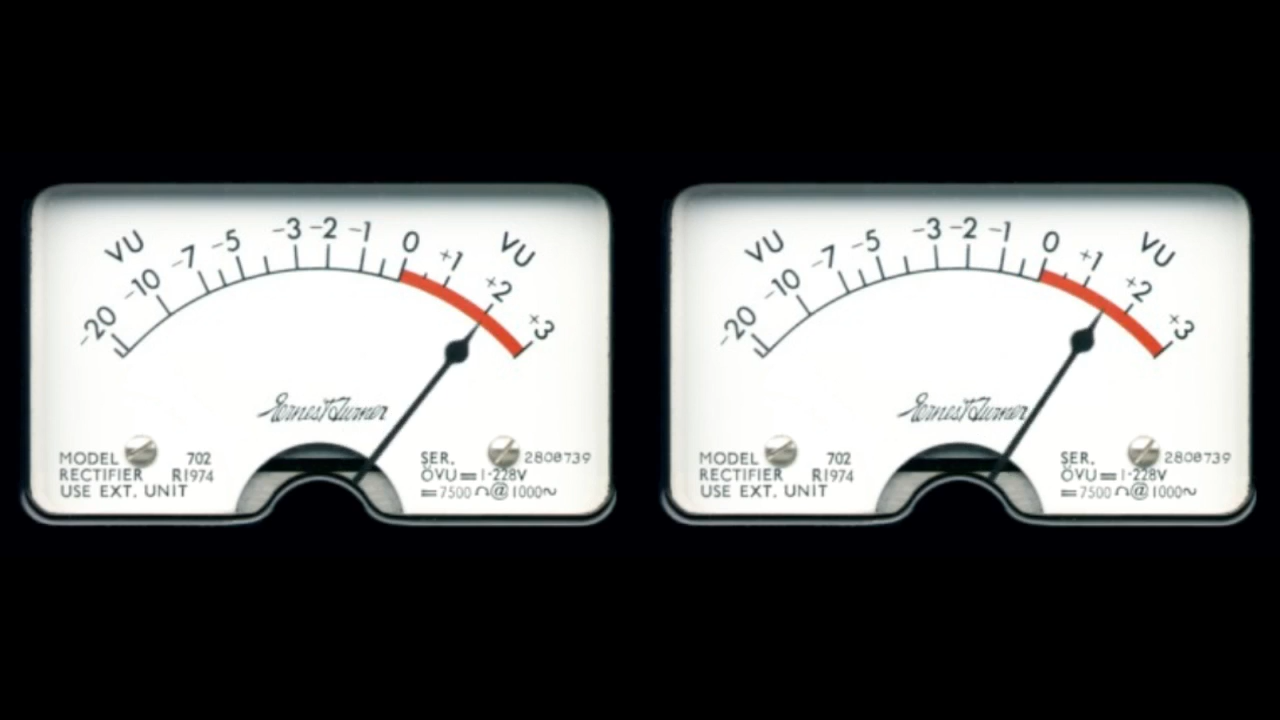 VU -20 -10 -7 -5 -3 -2 -1 0 +1 +2 +3 VU
Ernest Turner
MODEL 702
RECTIFIER R1974
USE EXT. UNIT
SER. 2800739
ÖVU=1·228V
=7500 ∩@1000~
VU -20 -10 -7 -5 -3 -2 -1 0 +1 +2 +3 VU
Ernest Turner
MODEL 702
RECTIFIER R1974
USE EXT. UNIT
SER. 2800739
ÖVU=1·228V
=7500 ∩@1000~